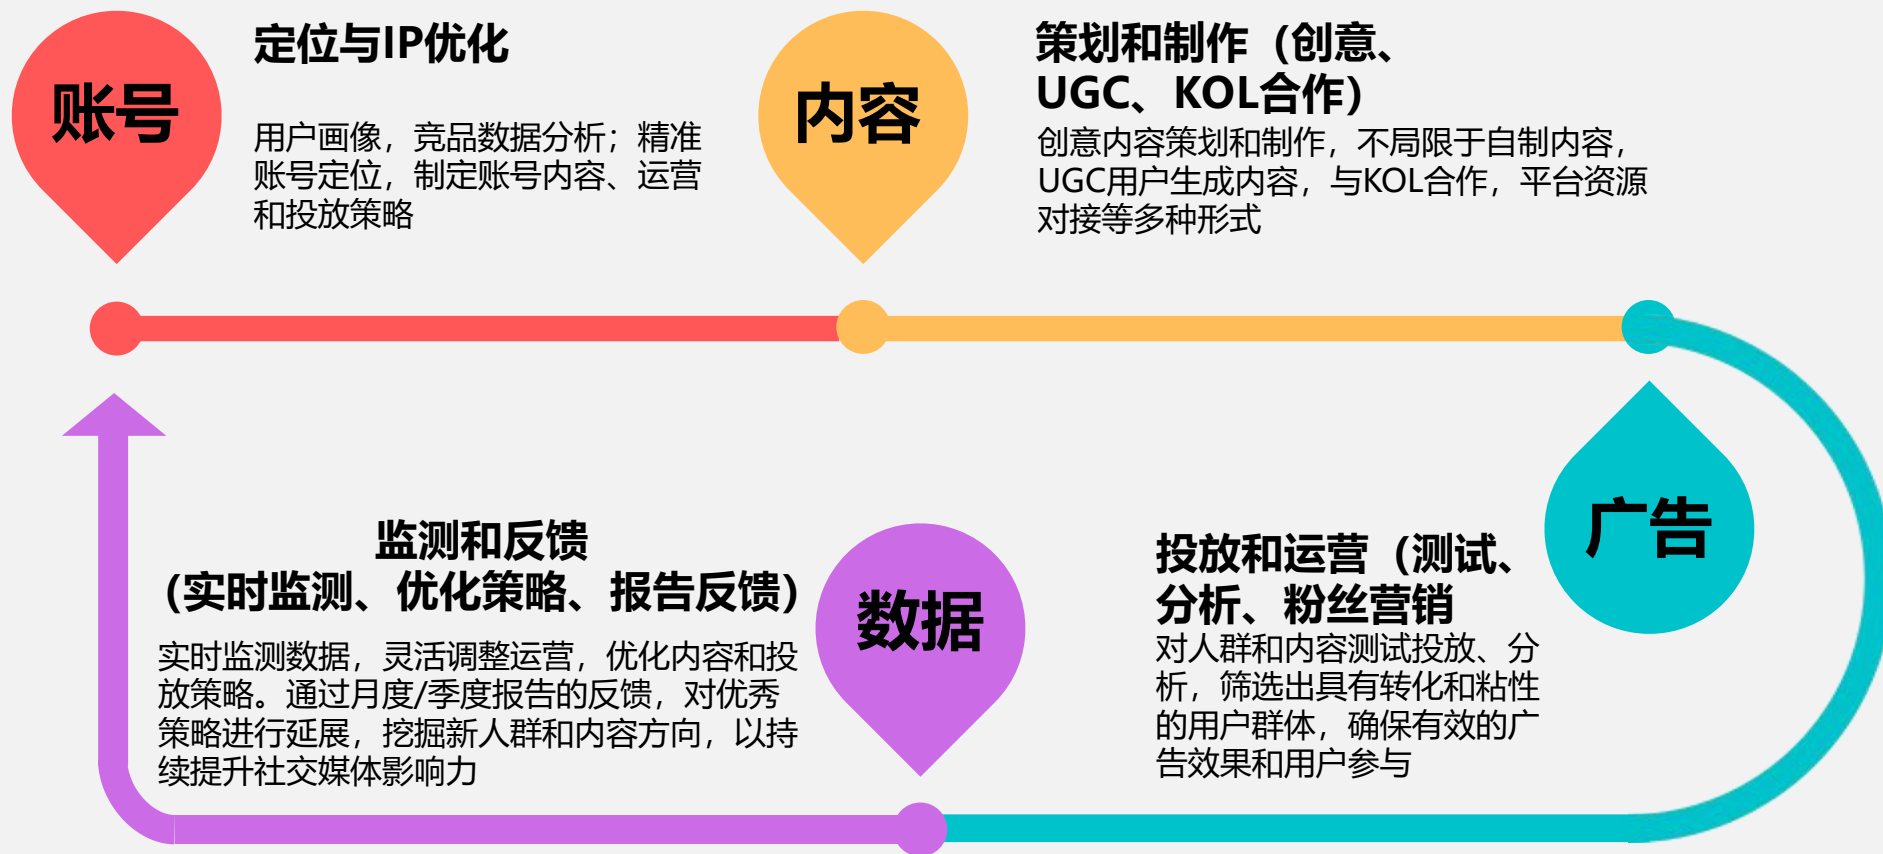 账号
定位与IP优化
用户画像，竞品数据分析；精准
账号定位，制定账号内容、运营
和投放策略
内容
策划和制作（创意、
UGC、KOL合作）
创意内容策划和制作，不局限于自制内容，
UGC用户生成内容，与KOL合作，平台资源
对接等多种形式
广告
投放和运营（测试、
分析、粉丝营销
对人群和内容测试投放、分
析，筛选出具有转化和粘性
的用户群体，确保有效的广
告效果和用户参与
数据
监测和反馈
（实时监测、优化策略、报告反馈）
实时监测数据，灵活调整运营，优化内容和投
放策略。通过月度/季度报告的反馈，对优秀
策略进行延展，挖掘新人群和内容方向，以持
续提升社交媒体影响力